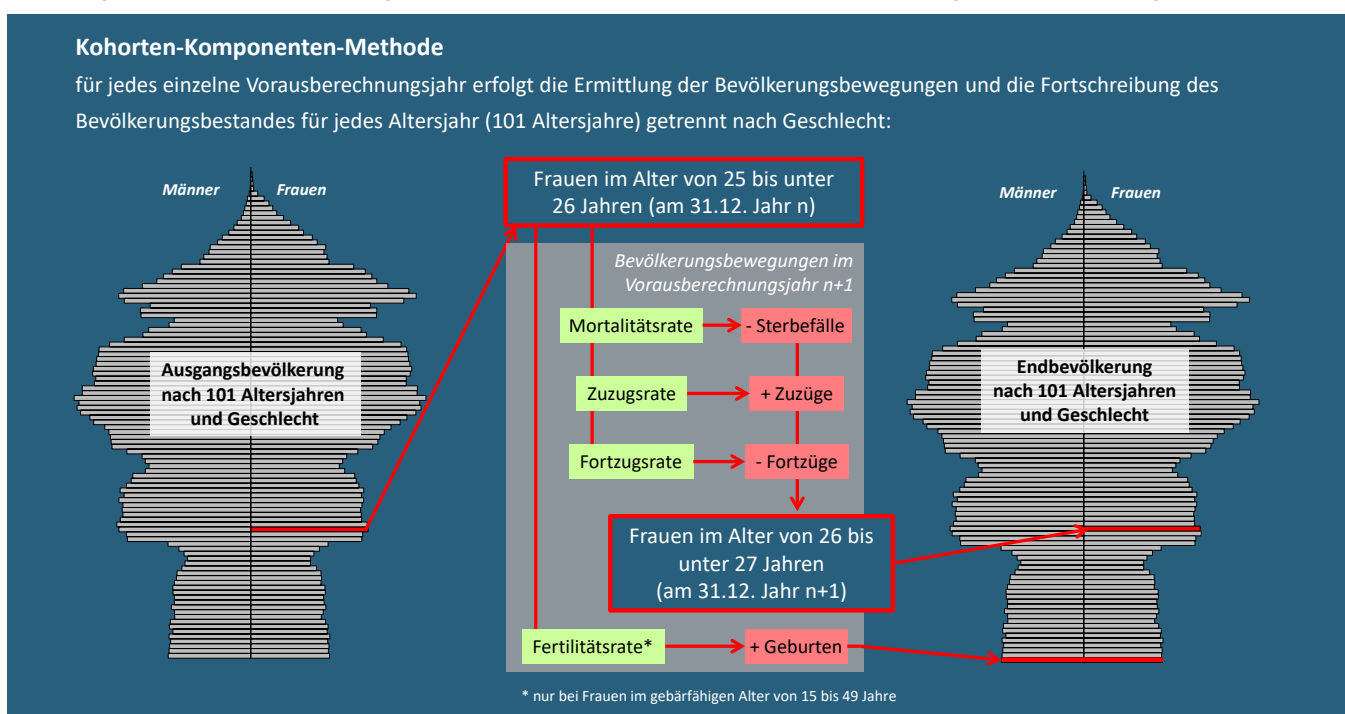 Kohorten-Komponenten-Methode
für jedes einzelne Vorausberechnungsjahr erfolgt die Ermittlung der Bevölkerungsbewegungen und die Fortschreibung des
Bevölkerungsbestandes für jedes Altersjahr (101 Altersjahre) getrennt nach Geschlecht:
Männer Frauen
Ausgangsbevölkerung
nach 101 Altersjahren
und Geschlecht
Frauen im Alter von 25 bis unter
26 Jahren (am 31.12. Jahr n)
Bevölkerungsbewegungen im
Vorausberechnungsjahr n+1
Mortalitätsrate - Sterbefälle
Zuzugsrate + Zuzüge
Fortzugsrate - Fortzüge
Frauen im Alter von 26 bis
unter 27 Jahren
(am 31.12. Jahr n+1)
Fertilitätsrate* + Geburten
* nur bei Frauen im gebärfähigen Alter von 15 bis 49 Jahre
Männer Frauen
Endbevölkerung
nach 101 Altersjahren
und Geschlecht